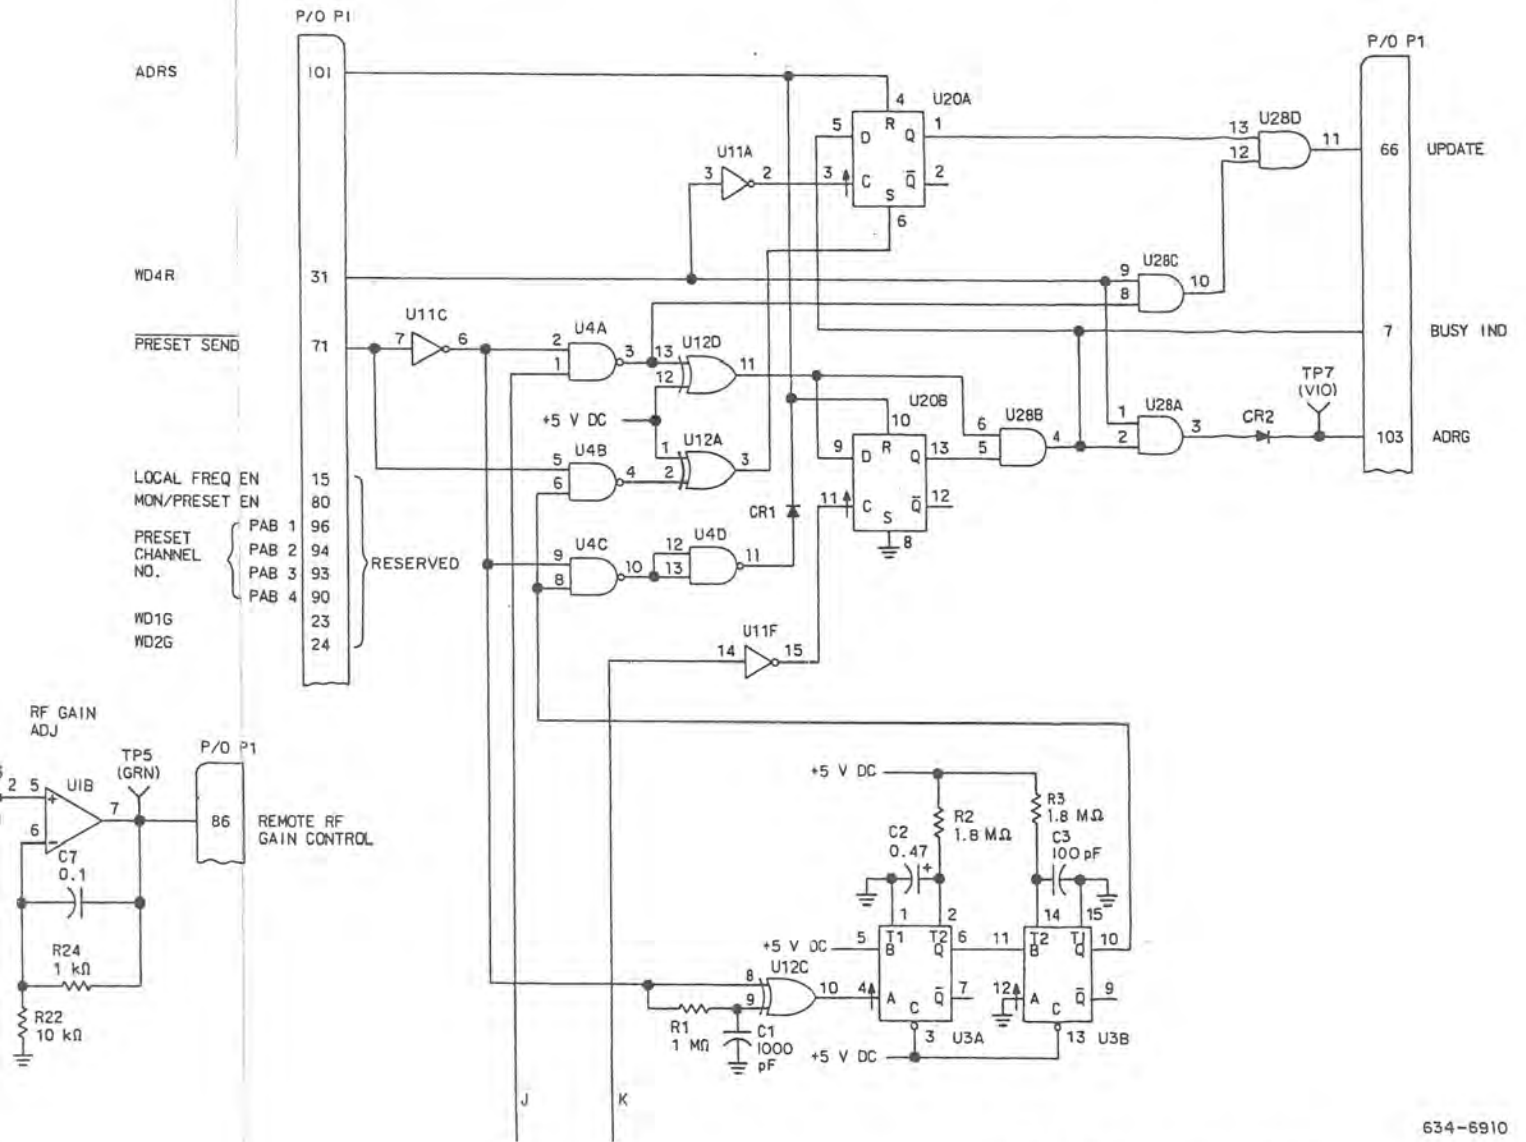 P/O P1
P/O P1
ADRS
101
4
U20A
5
D
R
Q
1
13
U28D
12
11
66
UPDATE
U11A
3
2
3
C
Q
2
S
6
WD4R
31
9
U28C
8
10
U11C
PRESET SEND
71
7
6
U4A
2
1
3
13
U12D
12
11
7
BUSY IND
+5 V DC
TP7
(VIO)
U20B
10
U28B
6
5
4
U28A
1
2
3
CR2
103
ADRG
U4B
5
6
4
1
U12A
2
3
9
D
R
Q
13
11
C
Q
12
S
8
CR1
LOCAL FREQ EN 15
MON/PRESET EN 80
PRESET
CHANNEL
NO.
PAB 1 96
PAB 2 94
PAB 3 93
PAB 4 90
WD1G 23
WD2G 24
RESERVED
U4C
9
8
10
U4D
12
13
11
U11F
14
15
RF GAIN
ADJ
P/O P1
TP5
(GRN)
2
5
U1B
+
7
6
-
86
REMOTE RF
GAIN CONTROL
C7
0.1
R24
1 kΩ
R22
10 kΩ
+5 V DC
R2
1.8 MΩ
R3
1.8 MΩ
C2
0.47
+
C3
100 pF
1
2
14
15
+5 V DC
5
T1
T2
B
Q
6
11
T2
T1
B
Q
10
U12C
8
9
10
4
A
Q
7
12
A
Q
9
C
3
U3A
C
13
U3B
R1
1 MΩ
C1
1000
pF
+5 V DC
J
K
634-6910